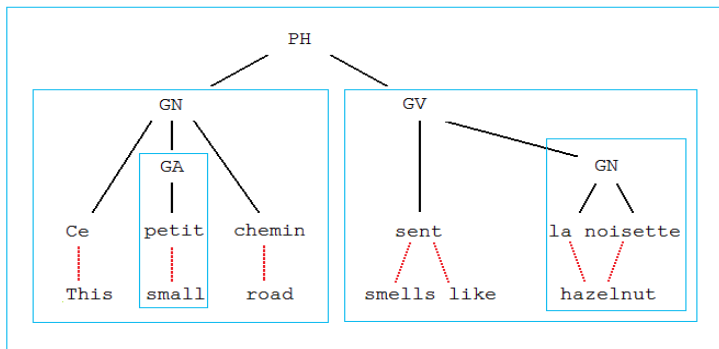 PH
GN GV
GA GN
Ce petit chemin sent la noisette
This small road smells like hazelnut